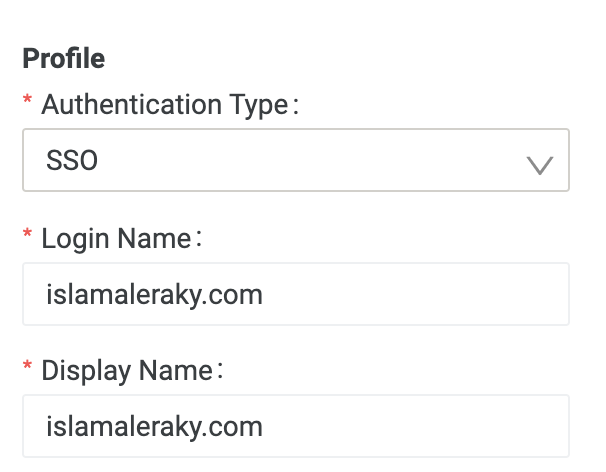 Profile
* Authentication Type:
SSO
* Login Name:
islamaleraky.com
* Display Name:
islamaleraky.com